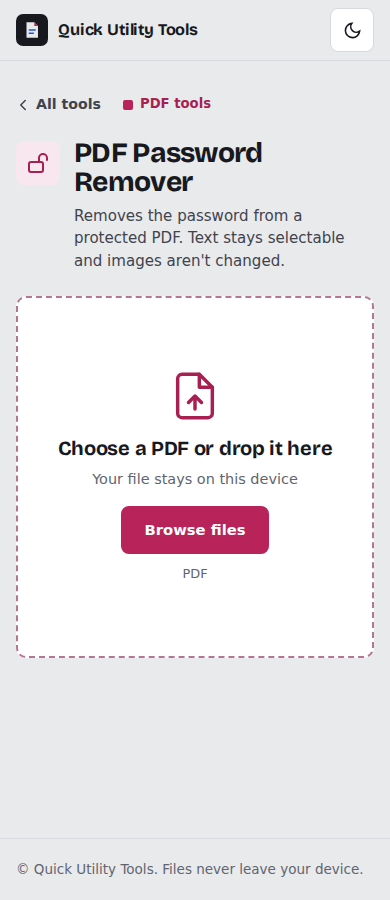 Quick Utility Tools
All tools
PDF tools
PDF Password
Remover
Removes the password from a
protected PDF. Text stays selectable
and images aren't changed.
Choose a PDF or drop it here
Your file stays on this device
Browse files
PDF
© Quick Utility Tools. Files never leave your device.